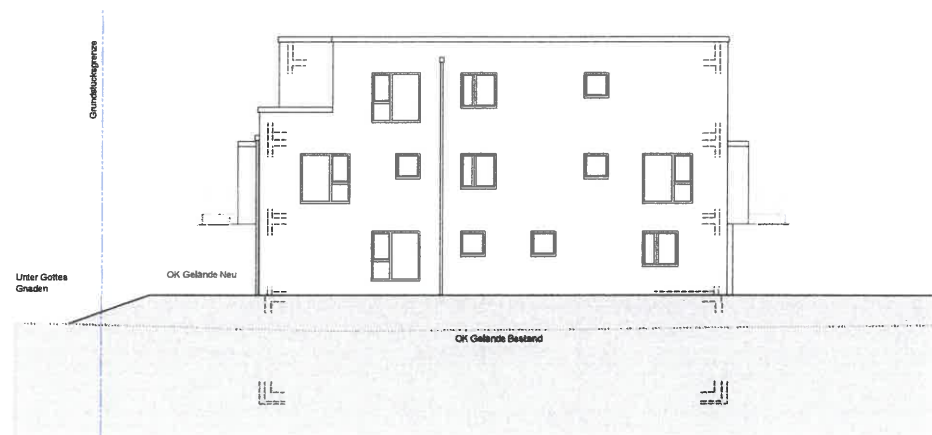 Grundstücksgrenze
Unter Gottes
Gnaden
OK Gelände Neu
OK Gelände Bestand